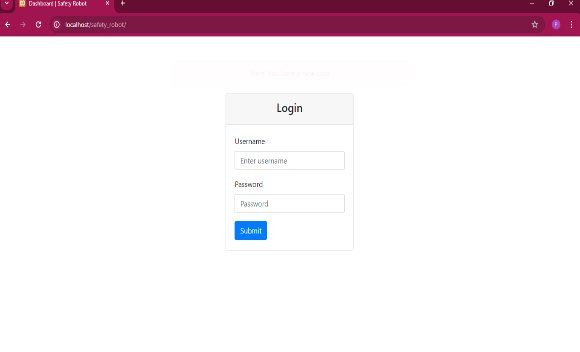 Dashboard | Safety Robot
localhost/safety_robot/
Login
Username
Enter username
Password
Password
Submit